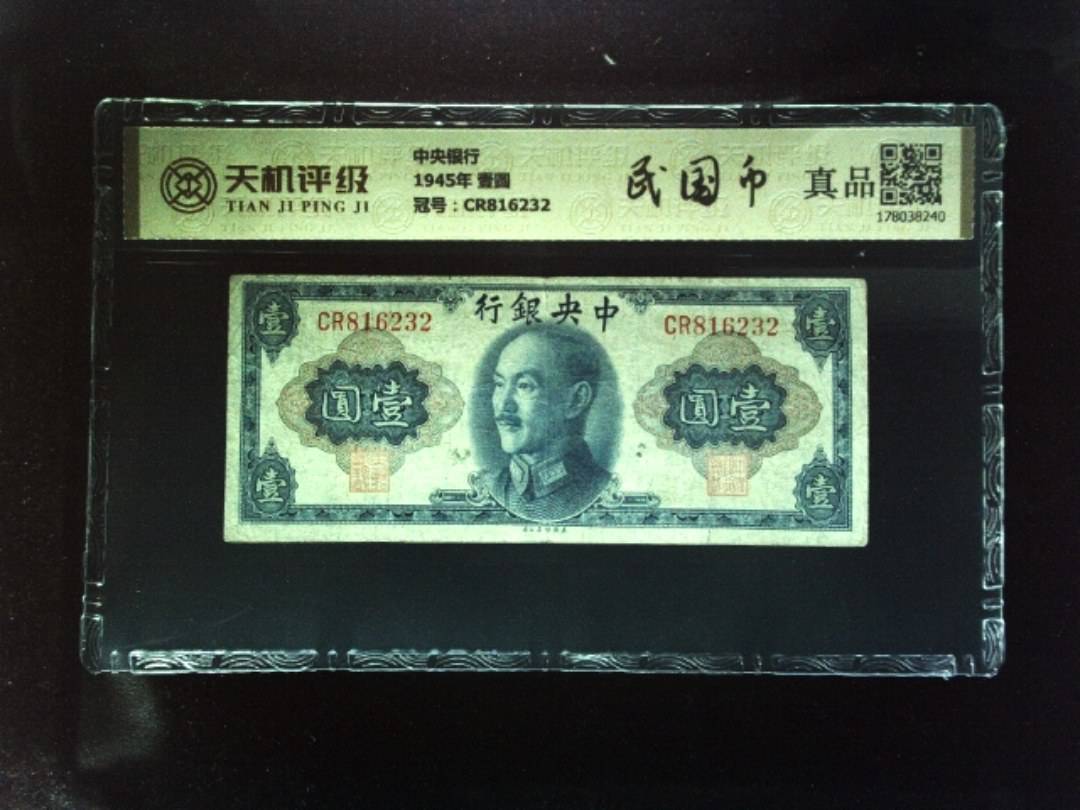 天机评级
TIAN JI PING JI
中央银行
1945年 壹圆
冠号：CR816232
民国币
真品
178038240
行銀央中
CR816232
CR816232
壹
壹
圓壹
圓壹
壹
壹